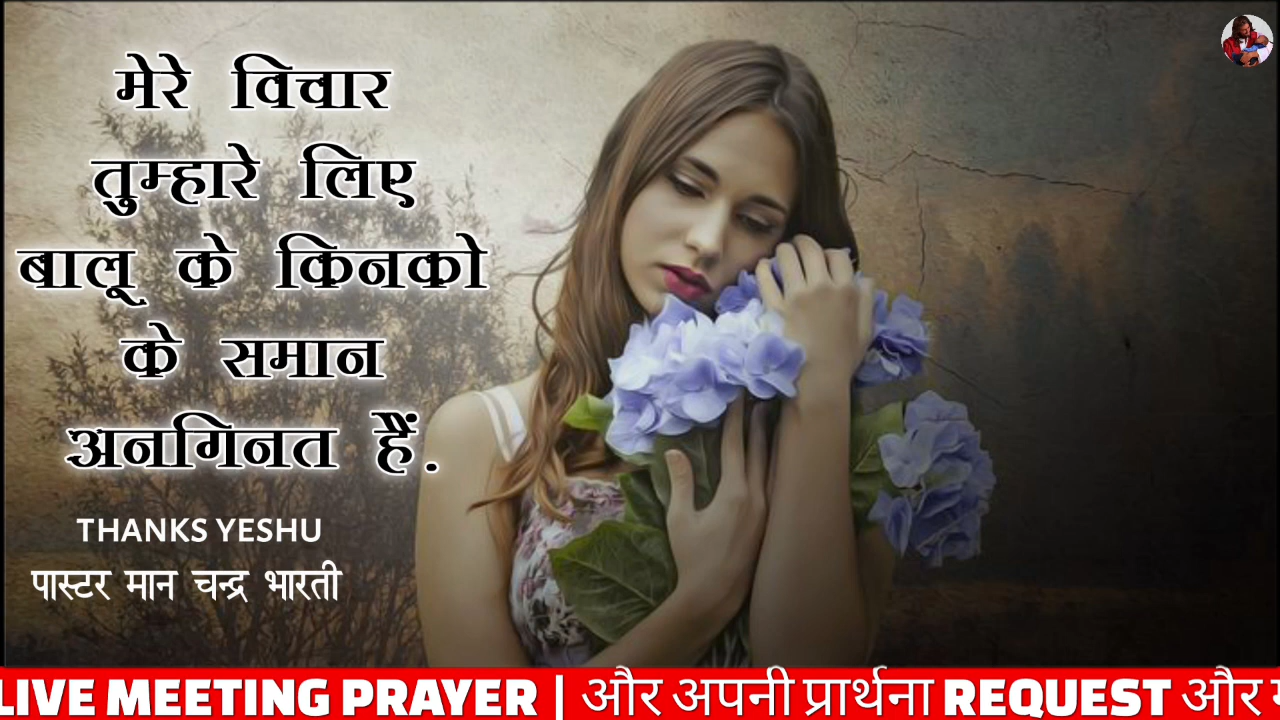 मेरे विचार
तुम्हारे लिए
बालू के किनको
के समान
अनगिनत हैं.
THANKS YESHU
पास्टर मान चन्द्र भारती
LIVE MEETING PRAYER | और अपनी प्रार्थना REQUEST और